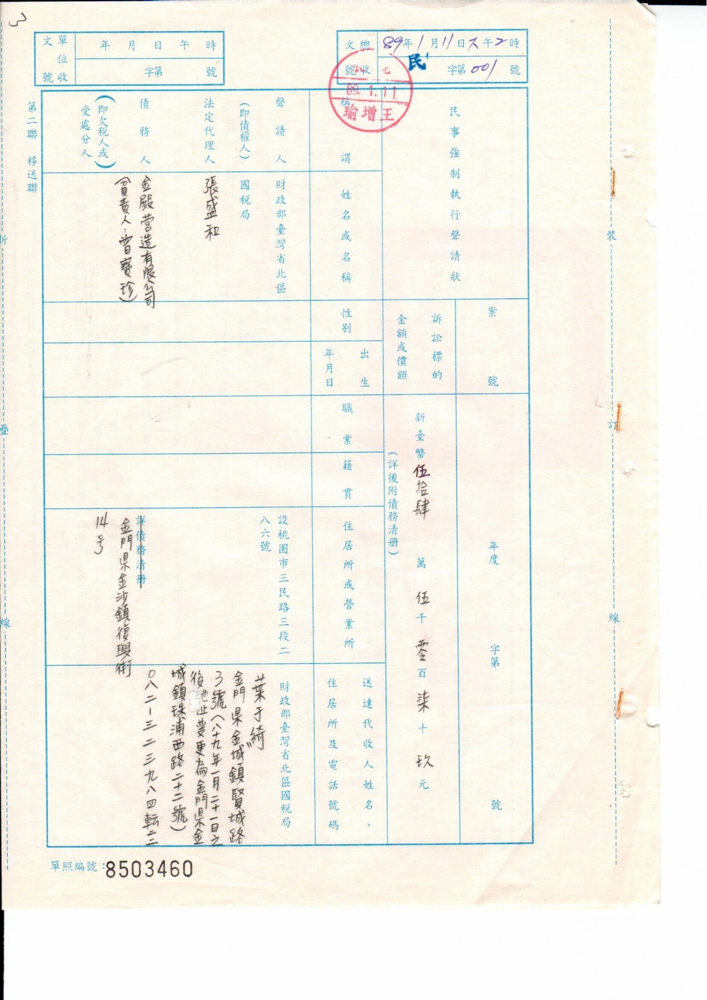 3
總收文號
89年1月11日下午2時
民 字第001號
七
89.1.11
王增瑜
單位收文號
年 月 日 午 時
字第 號
民事強制執行聲請狀
案號
年度 字第 號
訴訟標的
金額或價額
新臺幣伍拾肆萬伍千零百柒十玖元
(詳後附債務清册)
稱謂
姓名或名稱
性別
出生
年月日
職業
籍貫
住居所或營業所
送達代收人姓名、
住居所及電話號碼
聲請人
(即債權人)
財政部臺灣省北區
國稅局
設桃園市三民路三段二
八六號
財政部臺灣省北區國稅局
葉于綺
金門県金城鎮賢城路
3號(八十九年一月二十一日之
後地址變更為金門県金
城鎮珠浦西路二十二號)
〇八二-三二三九八四転二二
法定代理人
張盛和
債務人
(即欠稅人或)
受處分人
金殿营造有限公司
(負責人:曾寶珍)
詳債務清册
金門県金沙鎮復興街
14号
第二聯 移送聯
裝 訂 線
折 疊 線
單照編號:8503460